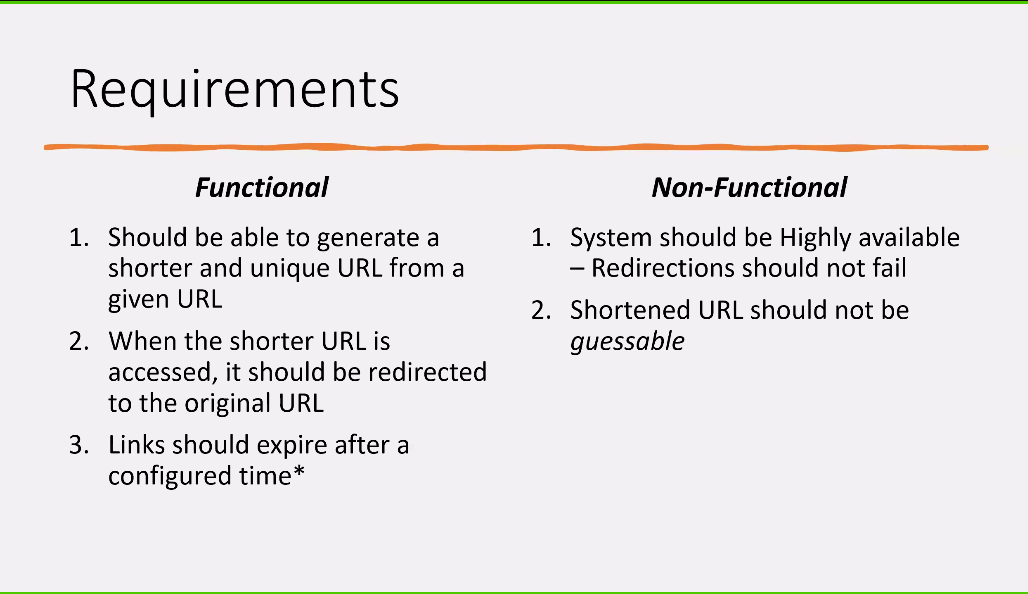 Requirements
Functional
1. Should be able to generate a
shorter and unique URL from a
given URL
2. When the shorter URL is
accessed, it should be redirected
to the original URL
3. Links should expire after a
configured time*
Non-Functional
1. System should be Highly available
– Redirections should not fail
2. Shortened URL should not be
guessable